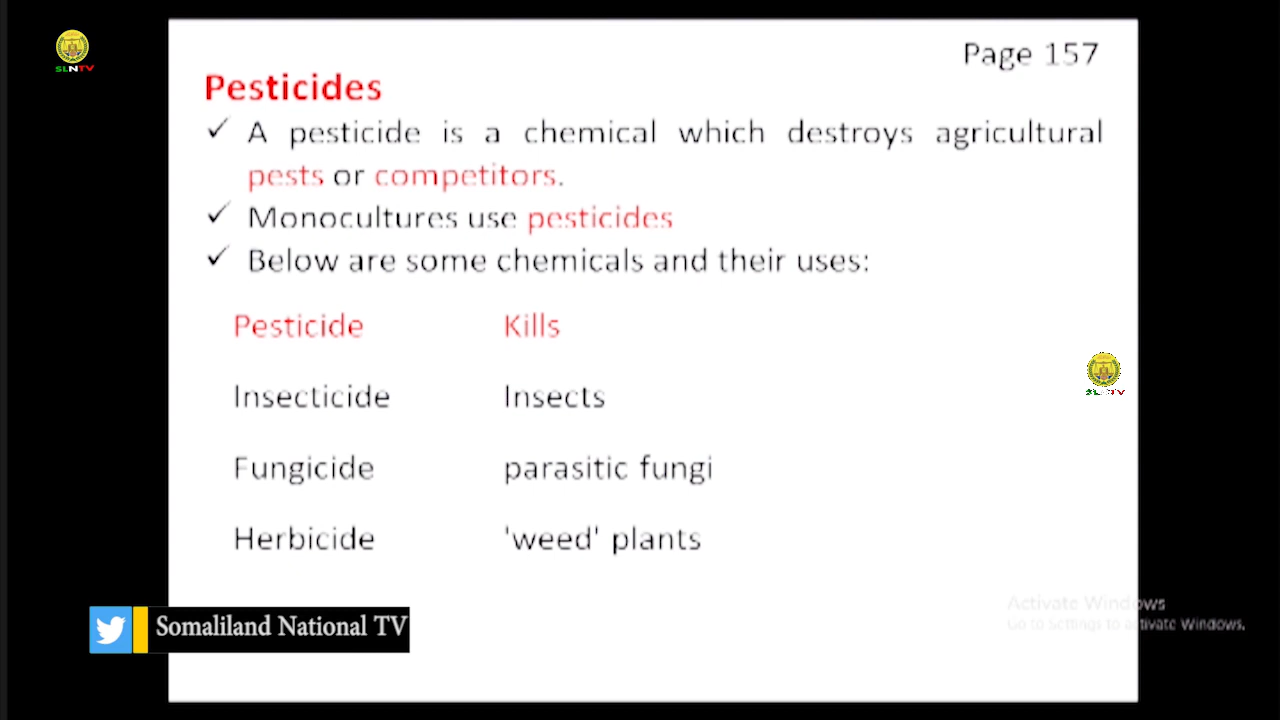 SLNTV
Page 157
Pesticides
✓ A pesticide is a chemical which destroys agricultural
pests or competitors.
✓ Monocultures use pesticides
✓ Below are some chemicals and their uses:
Pesticide Kills
Insecticide Insects
SLNTV
Fungicide parasitic fungi
Herbicide 'weed' plants
Activate Windows
Go to Settings to activate Windows.
Somaliland National TV